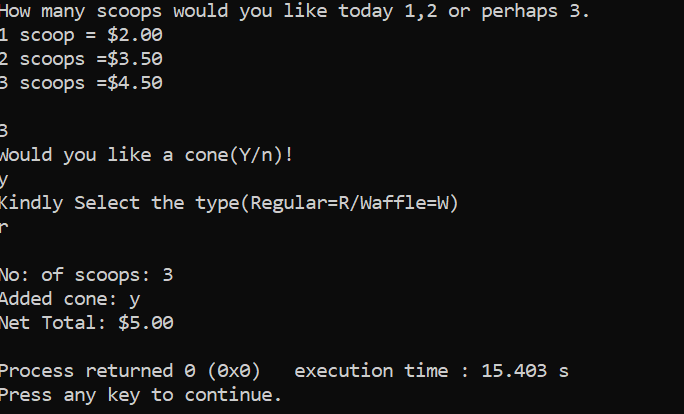 How many scoops would you like today 1,2 or perhaps 3.
1 scoop = $2.00
2 scoops =$3.50
3 scoops =$4.50
3
Would you like a cone(Y/n)!
y
Kindly Select the type(Regular=R/Waffle=W)
r
No: of scoops: 3
Added cone: y
Net Total: $5.00
Process returned 0 (0x0)   execution time : 15.403 s
Press any key to continue.